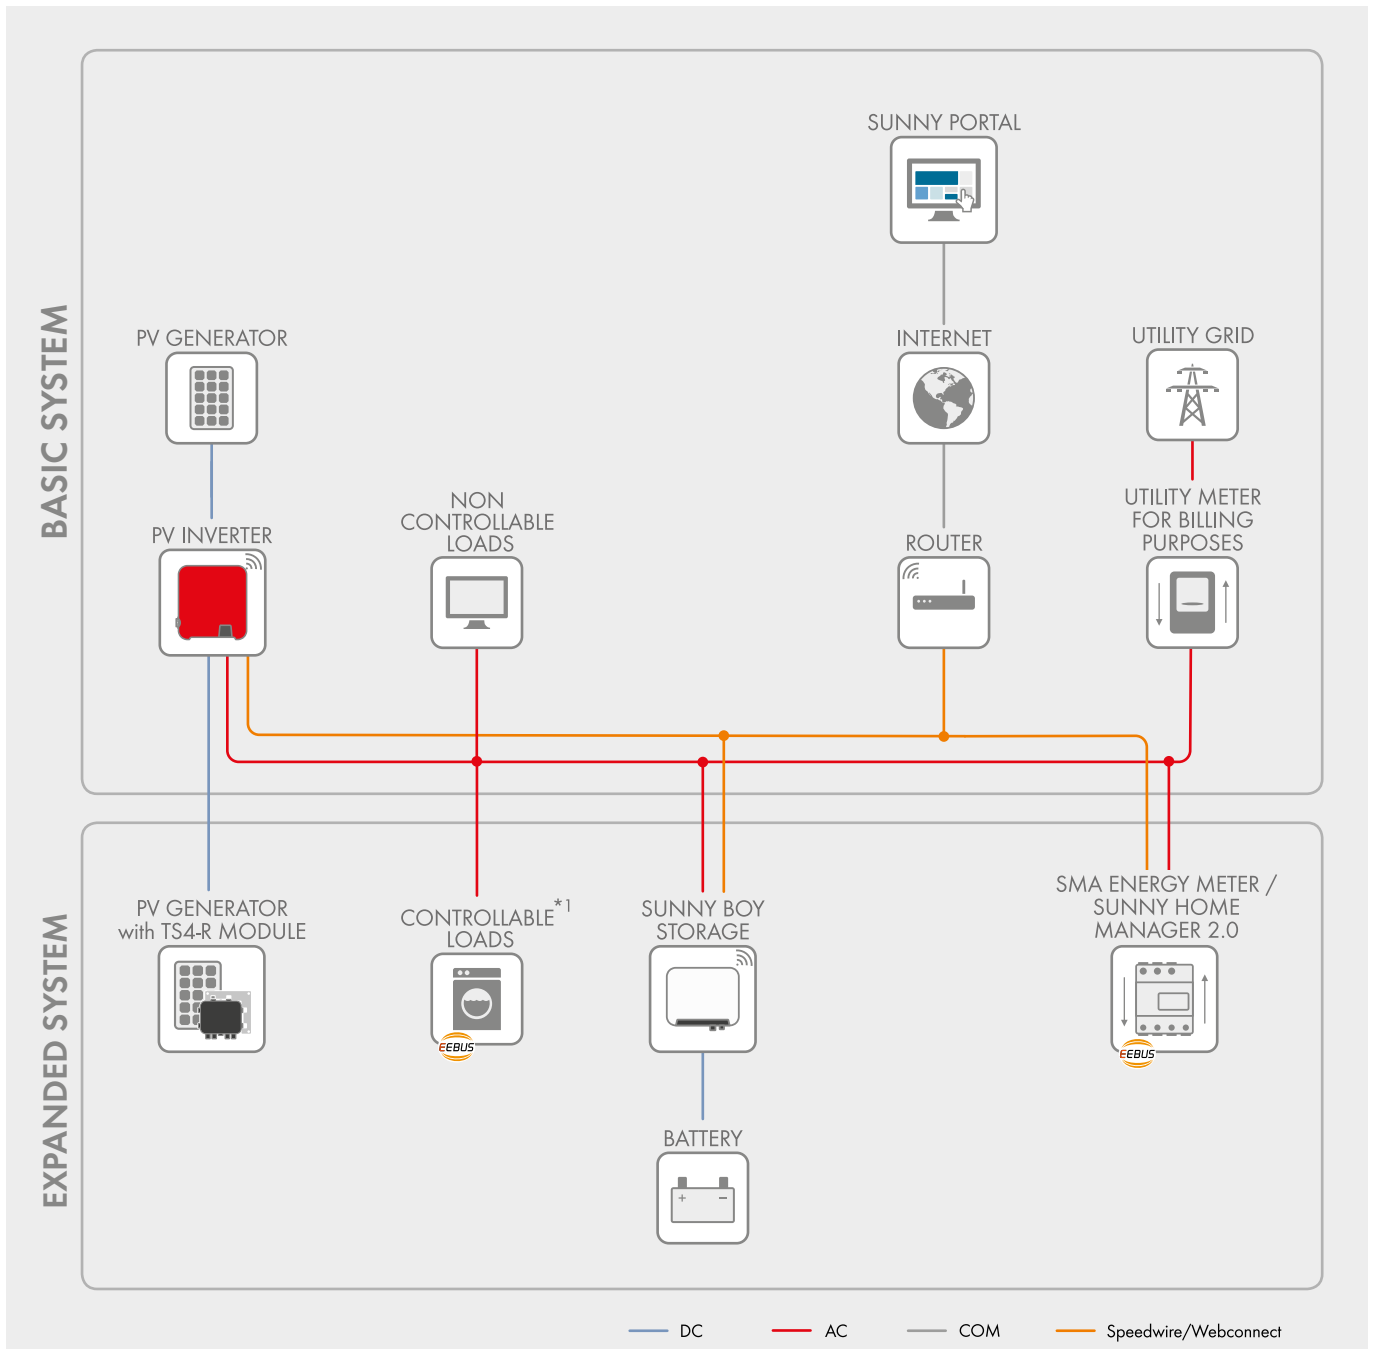 BASIC SYSTEM
SUNNY PORTAL
PV GENERATOR
INTERNET
UTILITY GRID
PV INVERTER
NON
CONTROLLABLE
LOADS
ROUTER
UTILITY METER
FOR BILLING
PURPOSES
EXPANDED SYSTEM
PV GENERATOR
with TS4-R MODULE
CONTROLLABLE*1
LOADS
EEBUS
SUNNY BOY
STORAGE
SMA ENERGY METER /
SUNNY HOME
MANAGER 2.0
EEBUS
BATTERY
+ −
DC
AC
COM
Speedwire/Webconnect